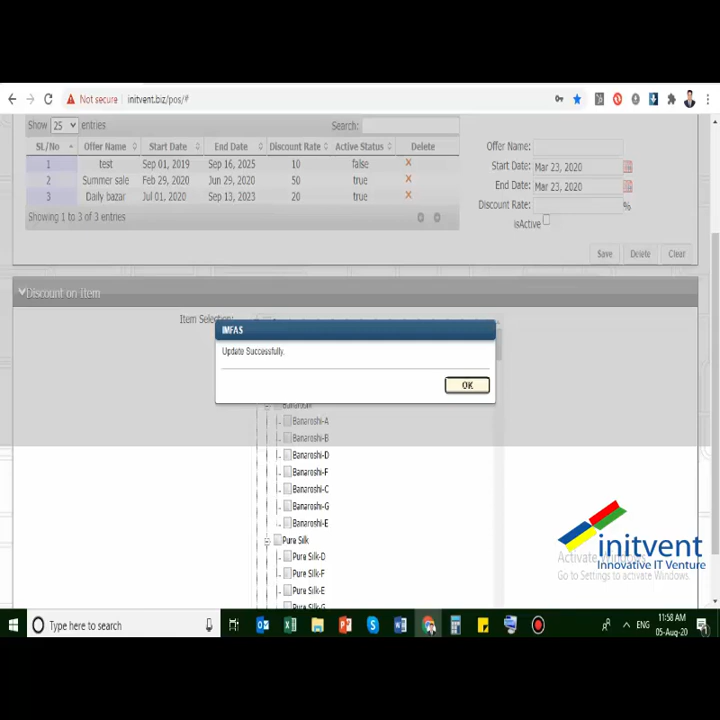 Not secure | initvent.biz/pos/#
Show 25 entries Search:
SL/No Offer Name Start Date End Date Discount Rate Active Status Delete
1 test Sep 01, 2019 Sep 16, 2025 10 false X
2 Summer sale Feb 29, 2020 Jun 29, 2020 50 true X
3 Daily bazar Jul 01, 2020 Sep 13, 2023 20 true X
Showing 1 to 3 of 3 entries
Offer Name:
Start Date: Mar 23, 2020
End Date: Mar 23, 2020
Discount Rate: %
isActive
Save Delete Clear
Discount on item
Item Selection:
IMFAS
Update Successfully.
OK
Banaroshi
Banaroshi-A
Banaroshi-B
Banaroshi-D
Banaroshi-F
Banaroshi-C
Banaroshi-G
Banaroshi-E
Pure Silk
Pure Silk-D
Pure Silk-F
Pure Silk-E
Pure Silk-G
initvent
Innovative IT Venture
Activate Windows
Go to Settings to activate Windows.
Type here to search
ENG
11:58 AM
05-Aug-20
1